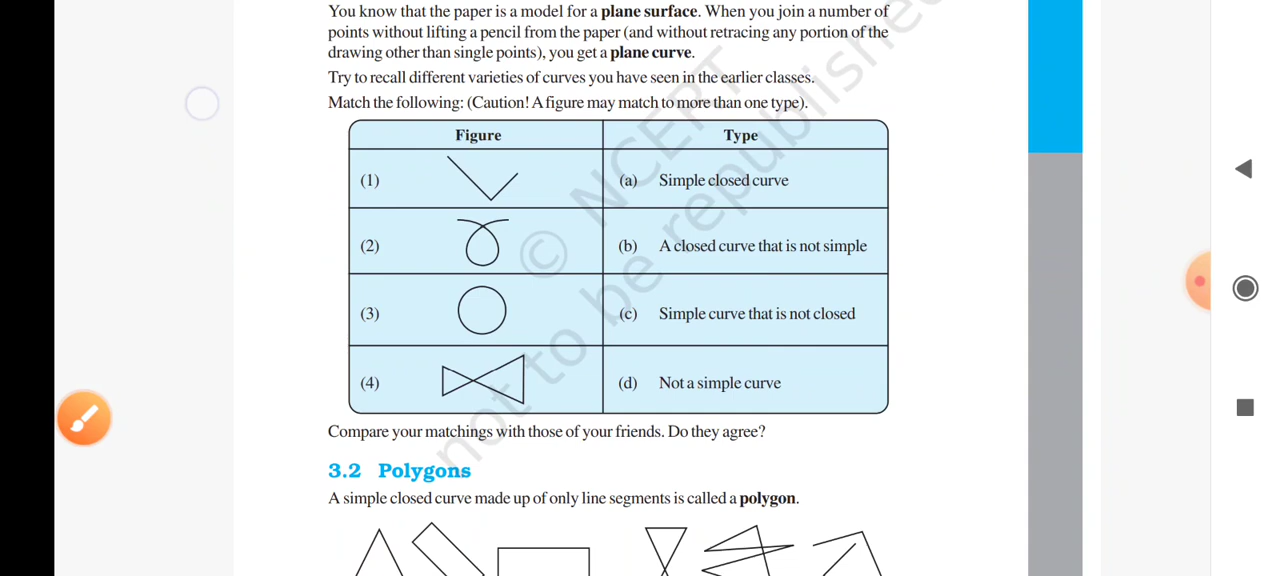 You know that the paper is a model for a plane surface. When you join a number of
points without lifting a pencil from the paper (and without retracing any portion of the
drawing other than single points), you get a plane curve.
Try to recall different varieties of curves you have seen in the earlier classes.
Match the following: (Caution! A figure may match to more than one type).
Figure Type
(1) (a) Simple closed curve
(2) (b) A closed curve that is not simple
(3) (c) Simple curve that is not closed
(4) (d) Not a simple curve
Compare your matchings with those of your friends. Do they agree?
3.2 Polygons
A simple closed curve made up of only line segments is called a polygon.
© NCERT
not to be republished